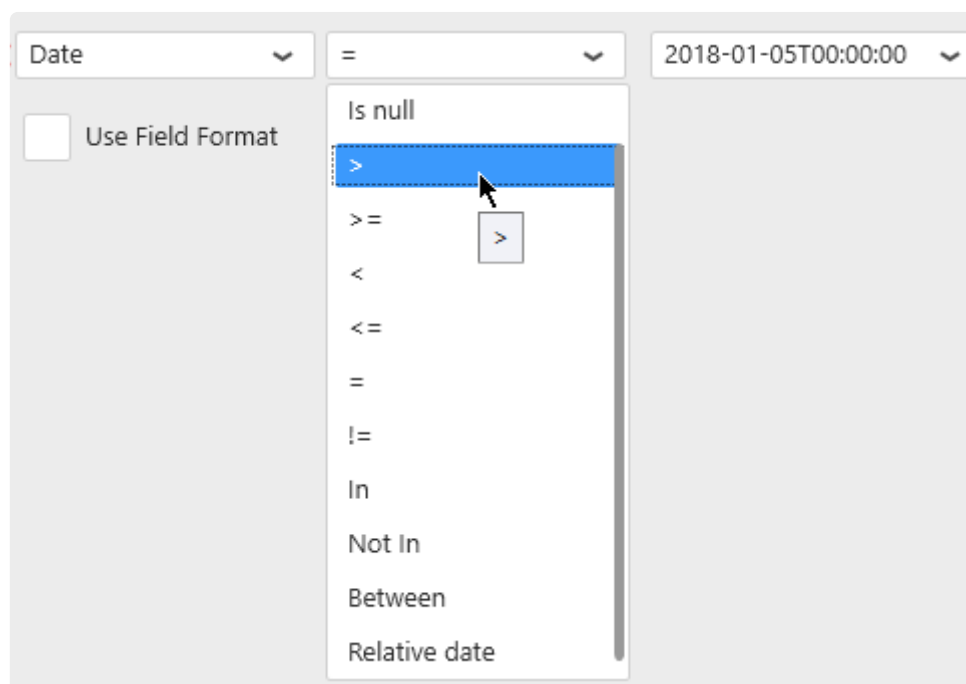 Date = 2018-01-05T00:00:00
Use Field Format
Is null
>
>
>=
<
<=
=
!=
In
Not In
Between
Relative date